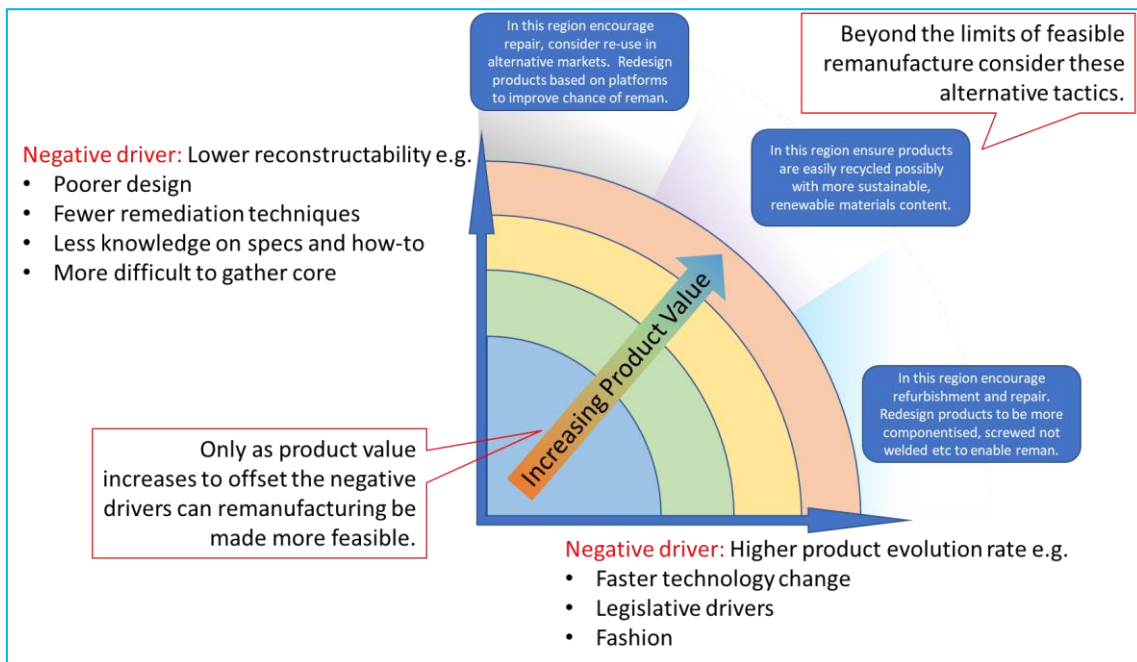 In this region encourage
repair, consider re-use in
alternative markets.  Redesign
products based on platforms
to improve chance of reman.
Beyond the limits of feasible
remanufacture consider these
alternative tactics.
Negative driver: Lower reconstructability e.g.
• Poorer design
• Fewer remediation techniques
• Less knowledge on specs and how-to
• More difficult to gather core
In this region ensure products
are easily recycled possibly
with more sustainable,
renewable materials content.
Increasing Product Value
In this region encourage
refurbishment and repair.
Redesign products to be more
componentised, screwed not
welded etc to enable reman.
Only as product value
increases to offset the negative
drivers can remanufacturing be
made more feasible.
Negative driver: Higher product evolution rate e.g.
• Faster technology change
• Legislative drivers
• Fashion